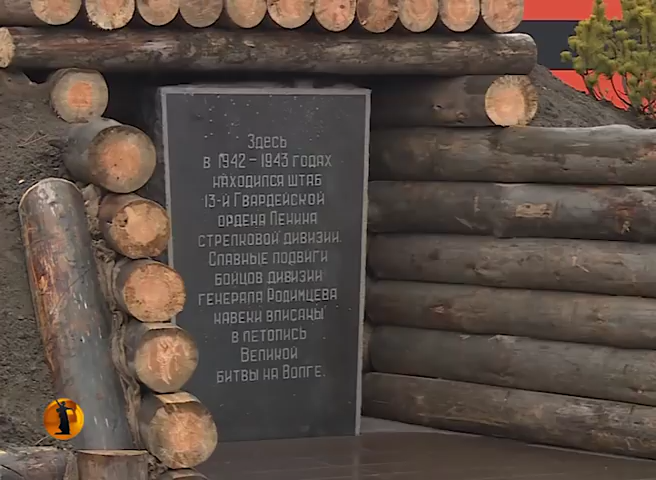 Здесь
в 1942-1943 годах
находился штаб
13-й Гвардейской
ордена Ленина
стрелковой дивизии.
Славные подвиги
бойцов дивизии
генерала Родимцева
навеки вписаны
в летопись
Великой
битвы на Волге.